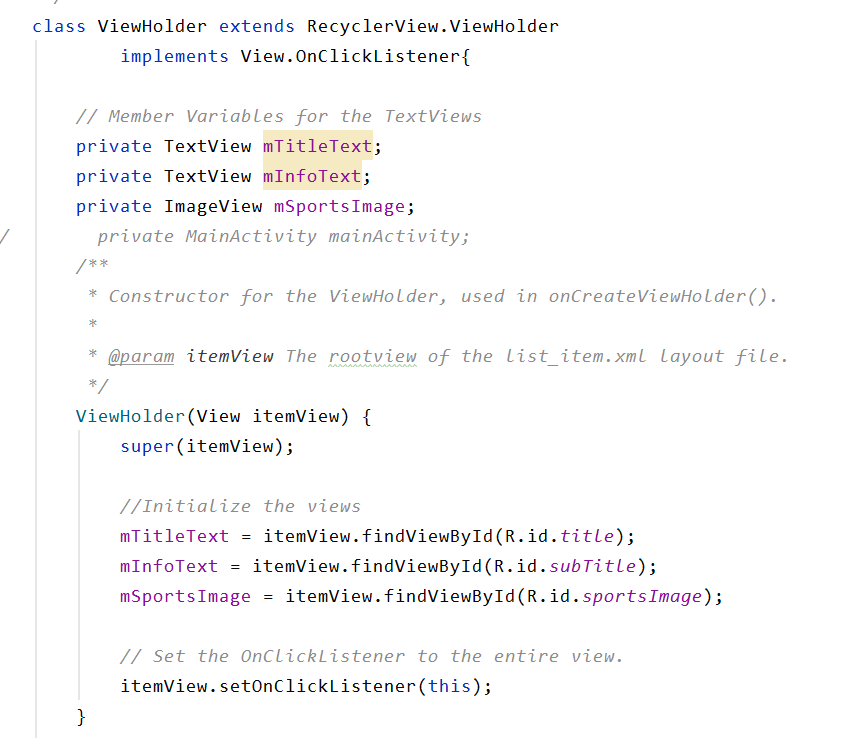 class ViewHolder extends RecyclerView.ViewHolder
implements View.OnClickListener{
// Member Variables for the TextViews
private TextView mTitleText;
private TextView mInfoText;
private ImageView mSportsImage;
/ private MainActivity mainActivity;
/**
* Constructor for the ViewHolder, used in onCreateViewHolder().
*
* @param itemView The rootview of the list_item.xml layout file.
*/
ViewHolder(View itemView) {
super(itemView);
//Initialize the views
mTitleText = itemView.findViewById(R.id.title);
mInfoText = itemView.findViewById(R.id.subTitle);
mSportsImage = itemView.findViewById(R.id.sportsImage);
// Set the OnClickListener to the entire view.
itemView.setOnClickListener(this);
}